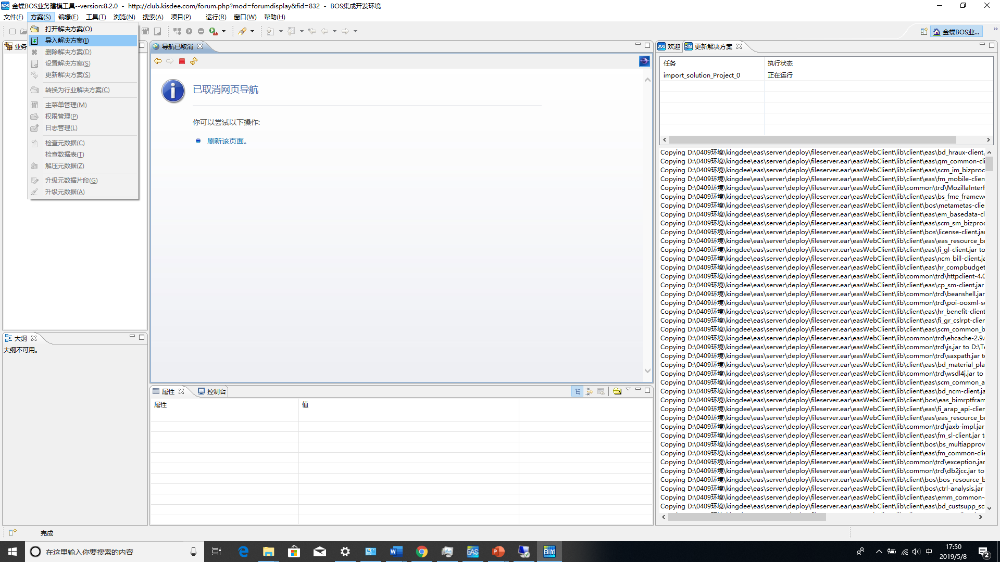 金蝶BOS业务建模工具--version:8.2.0 - http://club.kisdee.com/forum.php?mod=forumdisplay&fid=832 - BOS集成开发环境
文件(F) 方案(S) 编辑(E) 工具(T) 浏览(N) 搜索(A) 项目(P) 运行(R) 窗口(W) 帮助(H)
金蝶BOS业...
打开解决方案(O)
导入解决方案(I)
删除解决方案(D)
设置解决方案(S)
更新解决方案(S)
转换为行业解决方案(C)
主菜单管理(M)
权限管理(P)
日志管理(L)
检查元数据(C)
检查数据表(T)
解压元数据(Z)
升级元数据片段(G)
升级元数据(A)
业务
大纲
大纲不可用。
导航已取消
已取消网页导航
你可以尝试以下操作:
刷新该页面。
属性 控制台
属性 值
欢迎 更新解决方案
任务 执行状态
import_solution_Project_0 正在运行
Copying D:\0409环境\kingdee\eas\server\deploy\fileserver.ear\easWebClient\lib\client\eas\bd_hraux-client.
Copying D:\0409环境\kingdee\eas\server\deploy\fileserver.ear\easWebClient\lib\client\eas\qm_common-cli
Copying D:\0409环境\kingdee\eas\server\deploy\fileserver.ear\easWebClient\lib\client\eas\scm_im_bizproc
Copying D:\0409环境\kingdee\eas\server\deploy\fileserver.ear\easWebClient\lib\client\eas\fm_mobile-clien
Copying D:\0409环境\kingdee\eas\server\deploy\fileserver.ear\easWebClient\lib\common\trd\MozillaInterf
Copying D:\0409环境\kingdee\eas\server\deploy\fileserver.ear\easWebClient\lib\client\eas\bs_fme_framew
Copying D:\0409环境\kingdee\eas\server\deploy\fileserver.ear\easWebClient\lib\client\bos\metametas-clie
Copying D:\0409环境\kingdee\eas\server\deploy\fileserver.ear\easWebClient\lib\client\eas\em_basedata-cl
Copying D:\0409环境\kingdee\eas\server\deploy\fileserver.ear\easWebClient\lib\client\eas\scm_sm_bizproc
Copying D:\0409环境\kingdee\eas\server\deploy\fileserver.ear\easWebClient\lib\client\bos\license-client.jar
Copying D:\0409环境\kingdee\eas\server\deploy\fileserver.ear\easWebClient\lib\client\eas\eas_resource_b
Copying D:\0409环境\kingdee\eas\server\deploy\fileserver.ear\easWebClient\lib\client\eas\fi_gl-client.jar to
Copying D:\0409环境\kingdee\eas\server\deploy\fileserver.ear\easWebClient\lib\client\eas\ncm_bill-client.ja
Copying D:\0409环境\kingdee\eas\server\deploy\fileserver.ear\easWebClient\lib\client\eas\hr_compbudget
Copying D:\0409环境\kingdee\eas\server\deploy\fileserver.ear\easWebClient\lib\common\trd\httpclient-4.0
Copying D:\0409环境\kingdee\eas\server\deploy\fileserver.ear\easWebClient\lib\client\eas\cp_sm-client.jar
Copying D:\0409环境\kingdee\eas\server\deploy\fileserver.ear\easWebClient\lib\common\trd\beanshell.jar
Copying D:\0409环境\kingdee\eas\server\deploy\fileserver.ear\easWebClient\lib\common\trd\poi-ooxml-s
Copying D:\0409环境\kingdee\eas\server\deploy\fileserver.ear\easWebClient\lib\client\eas\hr_benefit-client
Copying D:\0409环境\kingdee\eas\server\deploy\fileserver.ear\easWebClient\lib\client\eas\fi_gr_cslrpt-clien
Copying D:\0409环境\kingdee\eas\server\deploy\fileserver.ear\easWebClient\lib\client\eas\scm_common_b
Copying D:\0409环境\kingdee\eas\server\deploy\fileserver.ear\easWebClient\lib\common\trd\ehcache-2.9.
Copying D:\0409环境\kingdee\eas\server\deploy\fileserver.ear\easWebClient\lib\common\trd\js.jar to D:\T
Copying D:\0409环境\kingdee\eas\server\deploy\fileserver.ear\easWebClient\lib\common\trd\saxpath.jar t
Copying D:\0409环境\kingdee\eas\server\deploy\fileserver.ear\easWebClient\lib\client\eas\bd_material_pla
Copying D:\0409环境\kingdee\eas\server\deploy\fileserver.ear\easWebClient\lib\common\trd\wsdl4j.jar to
Copying D:\0409环境\kingdee\eas\server\deploy\fileserver.ear\easWebClient\lib\client\eas\scm_common_a
Copying D:\0409环境\kingdee\eas\server\deploy\fileserver.ear\easWebClient\lib\client\eas\bd_ncm-client.ja
Copying D:\0409环境\kingdee\eas\server\deploy\fileserver.ear\easWebClient\lib\client\bos\eas_bimrptfram
Copying D:\0409环境\kingdee\eas\server\deploy\fileserver.ear\easWebClient\lib\client\eas\fi_arap_api-clien
Copying D:\0409环境\kingdee\eas\server\deploy\fileserver.ear\easWebClient\lib\client\eas\eas_resource_b
Copying D:\0409环境\kingdee\eas\server\deploy\fileserver.ear\easWebClient\lib\common\trd\jaxb-impl.jar
Copying D:\0409环境\kingdee\eas\server\deploy\fileserver.ear\easWebClient\lib\client\eas\fm_sl-client.jar t
Copying D:\0409环境\kingdee\eas\server\deploy\fileserver.ear\easWebClient\lib\client\bos\bs_multiapprov
Copying D:\0409环境\kingdee\eas\server\deploy\fileserver.ear\easWebClient\lib\client\eas\fm_common-clie
Copying D:\0409环境\kingdee\eas\server\deploy\fileserver.ear\easWebClient\lib\common\trd\exception.jar
Copying D:\0409环境\kingdee\eas\server\deploy\fileserver.ear\easWebClient\lib\common\trd\db2jcc.jar to
Copying D:\0409环境\kingdee\eas\server\deploy\fileserver.ear\easWebClient\lib\client\bos\bos_resource_b
Copying D:\0409环境\kingdee\eas\server\deploy\fileserver.ear\easWebClient\lib\client\bos\ctrl-analysis.jar
Copying D:\0409环境\kingdee\eas\server\deploy\fileserver.ear\easWebClient\lib\client\eas\emm_common-
Copying D:\0409环境\kingdee\eas\server\deploy\fileserver.ear\easWebClient\lib\client\eas\bd_custsupp_sc
完成
在这里输入你要搜索的内容
EAS
BIM
中
17:50
2019/5/8
2